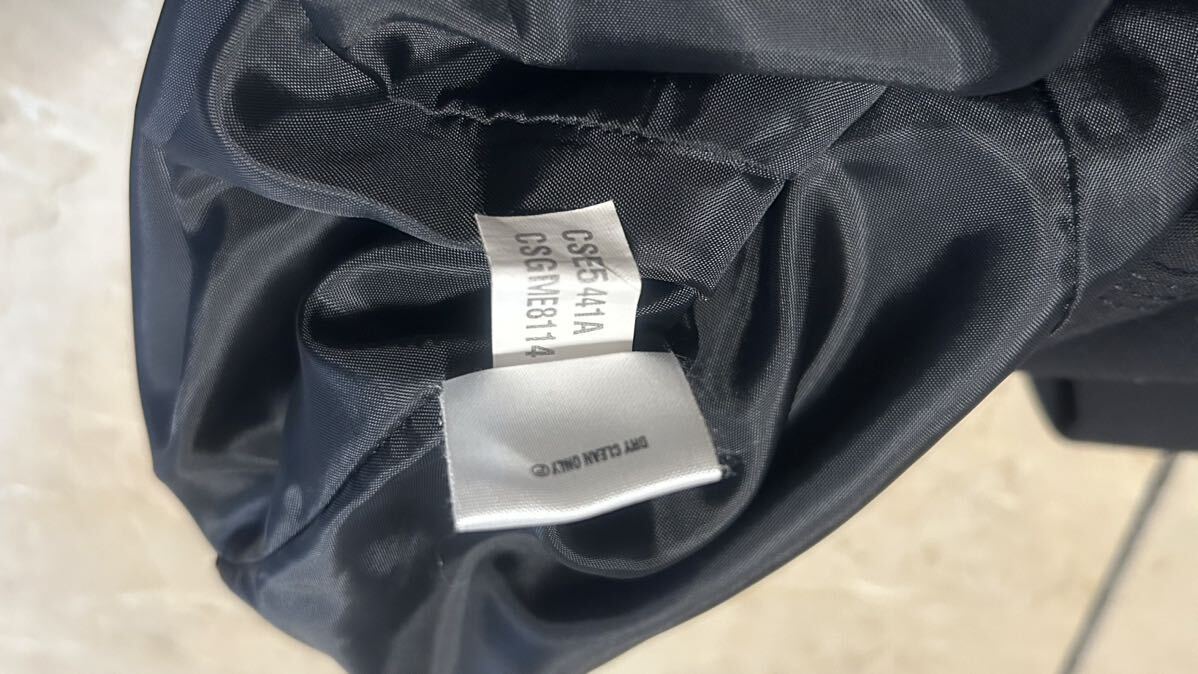 CSE5441A
CSGME8114
DRY CLEAN ONLY Ⓟ